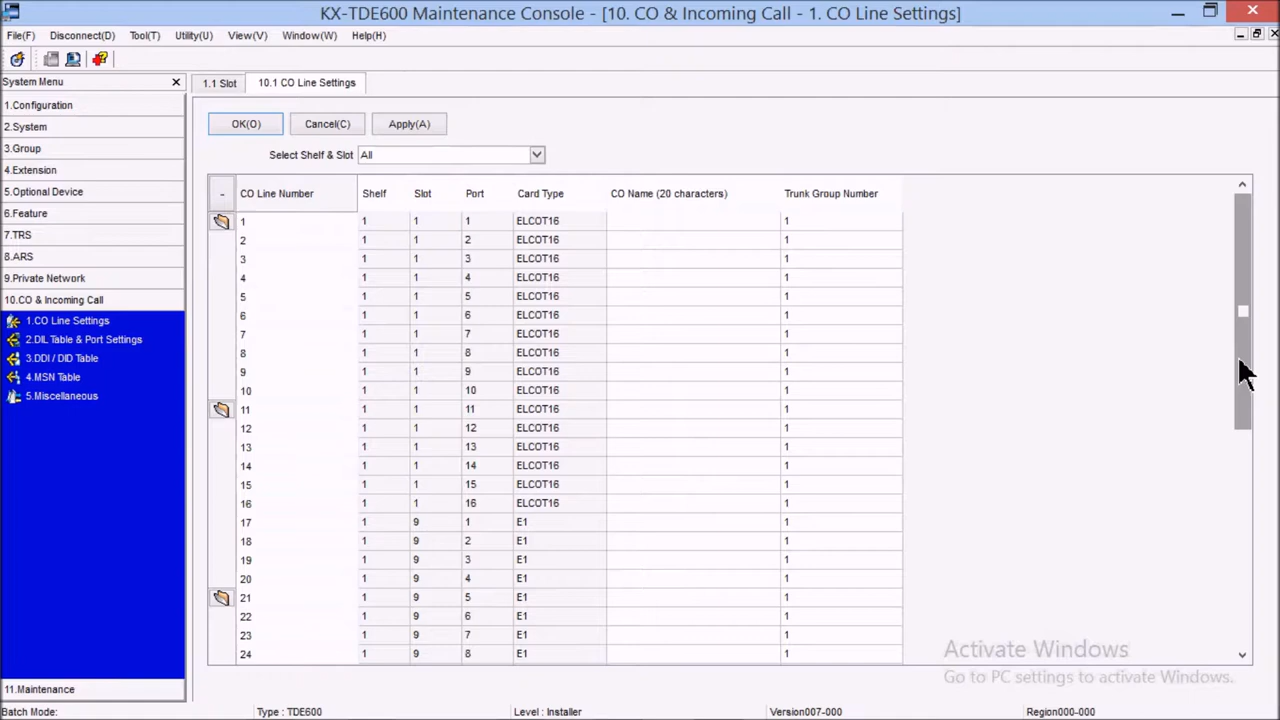 KX-TDE600 Maintenance Console - [10. CO & Incoming Call - 1. CO Line Settings]
File(F) Disconnect(D) Tool(T) Utility(U) View(V) Window(W) Help(H)
System Menu
1.Configuration
2.System
3.Group
4.Extension
5.Optional Device
6.Feature
7.TRS
8.ARS
9.Private Network
10.CO & Incoming Call
1.CO Line Settings
2.DIL Table & Port Settings
3.DDI / DID Table
4.MSN Table
5.Miscellaneous
11.Maintenance
1.1 Slot 10.1 CO Line Settings
OK(O) Cancel(C) Apply(A)
Select Shelf & Slot All
- CO Line Number Shelf Slot Port Card Type CO Name (20 characters) Trunk Group Number
1 1 1 1 ELCOT16 1
2 1 1 2 ELCOT16 1
3 1 1 3 ELCOT16 1
4 1 1 4 ELCOT16 1
5 1 1 5 ELCOT16 1
6 1 1 6 ELCOT16 1
7 1 1 7 ELCOT16 1
8 1 1 8 ELCOT16 1
9 1 1 9 ELCOT16 1
10 1 1 10 ELCOT16 1
11 1 1 11 ELCOT16 1
12 1 1 12 ELCOT16 1
13 1 1 13 ELCOT16 1
14 1 1 14 ELCOT16 1
15 1 1 15 ELCOT16 1
16 1 1 16 ELCOT16 1
17 1 9 1 E1 1
18 1 9 2 E1 1
19 1 9 3 E1 1
20 1 9 4 E1 1
21 1 9 5 E1 1
22 1 9 6 E1 1
23 1 9 7 E1 1
24 1 9 8 E1 1
Activate Windows
Go to PC settings to activate Windows.
Batch Mode: Type : TDE600 Level : Installer Version007-000 Region000-000